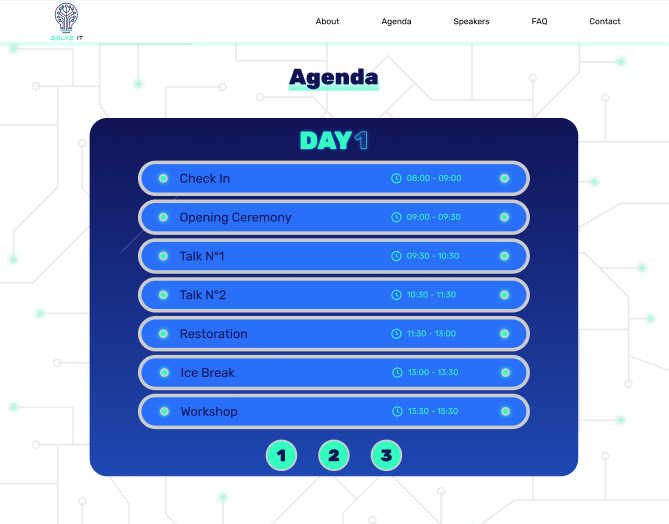 SOLVE IT
About
Agenda
Speakers
FAQ
Contact
Agenda
DAY 1
Check In 08:00 - 09:00
Opening Ceremony 09:00 - 09:30
Talk N°1 09:30 - 10:30
Talk N°2 10:30 - 11:30
Restoration 11:30 - 13:00
Ice Break 13:00 - 13:30
Workshop 13:30 - 15:30
1 2 3